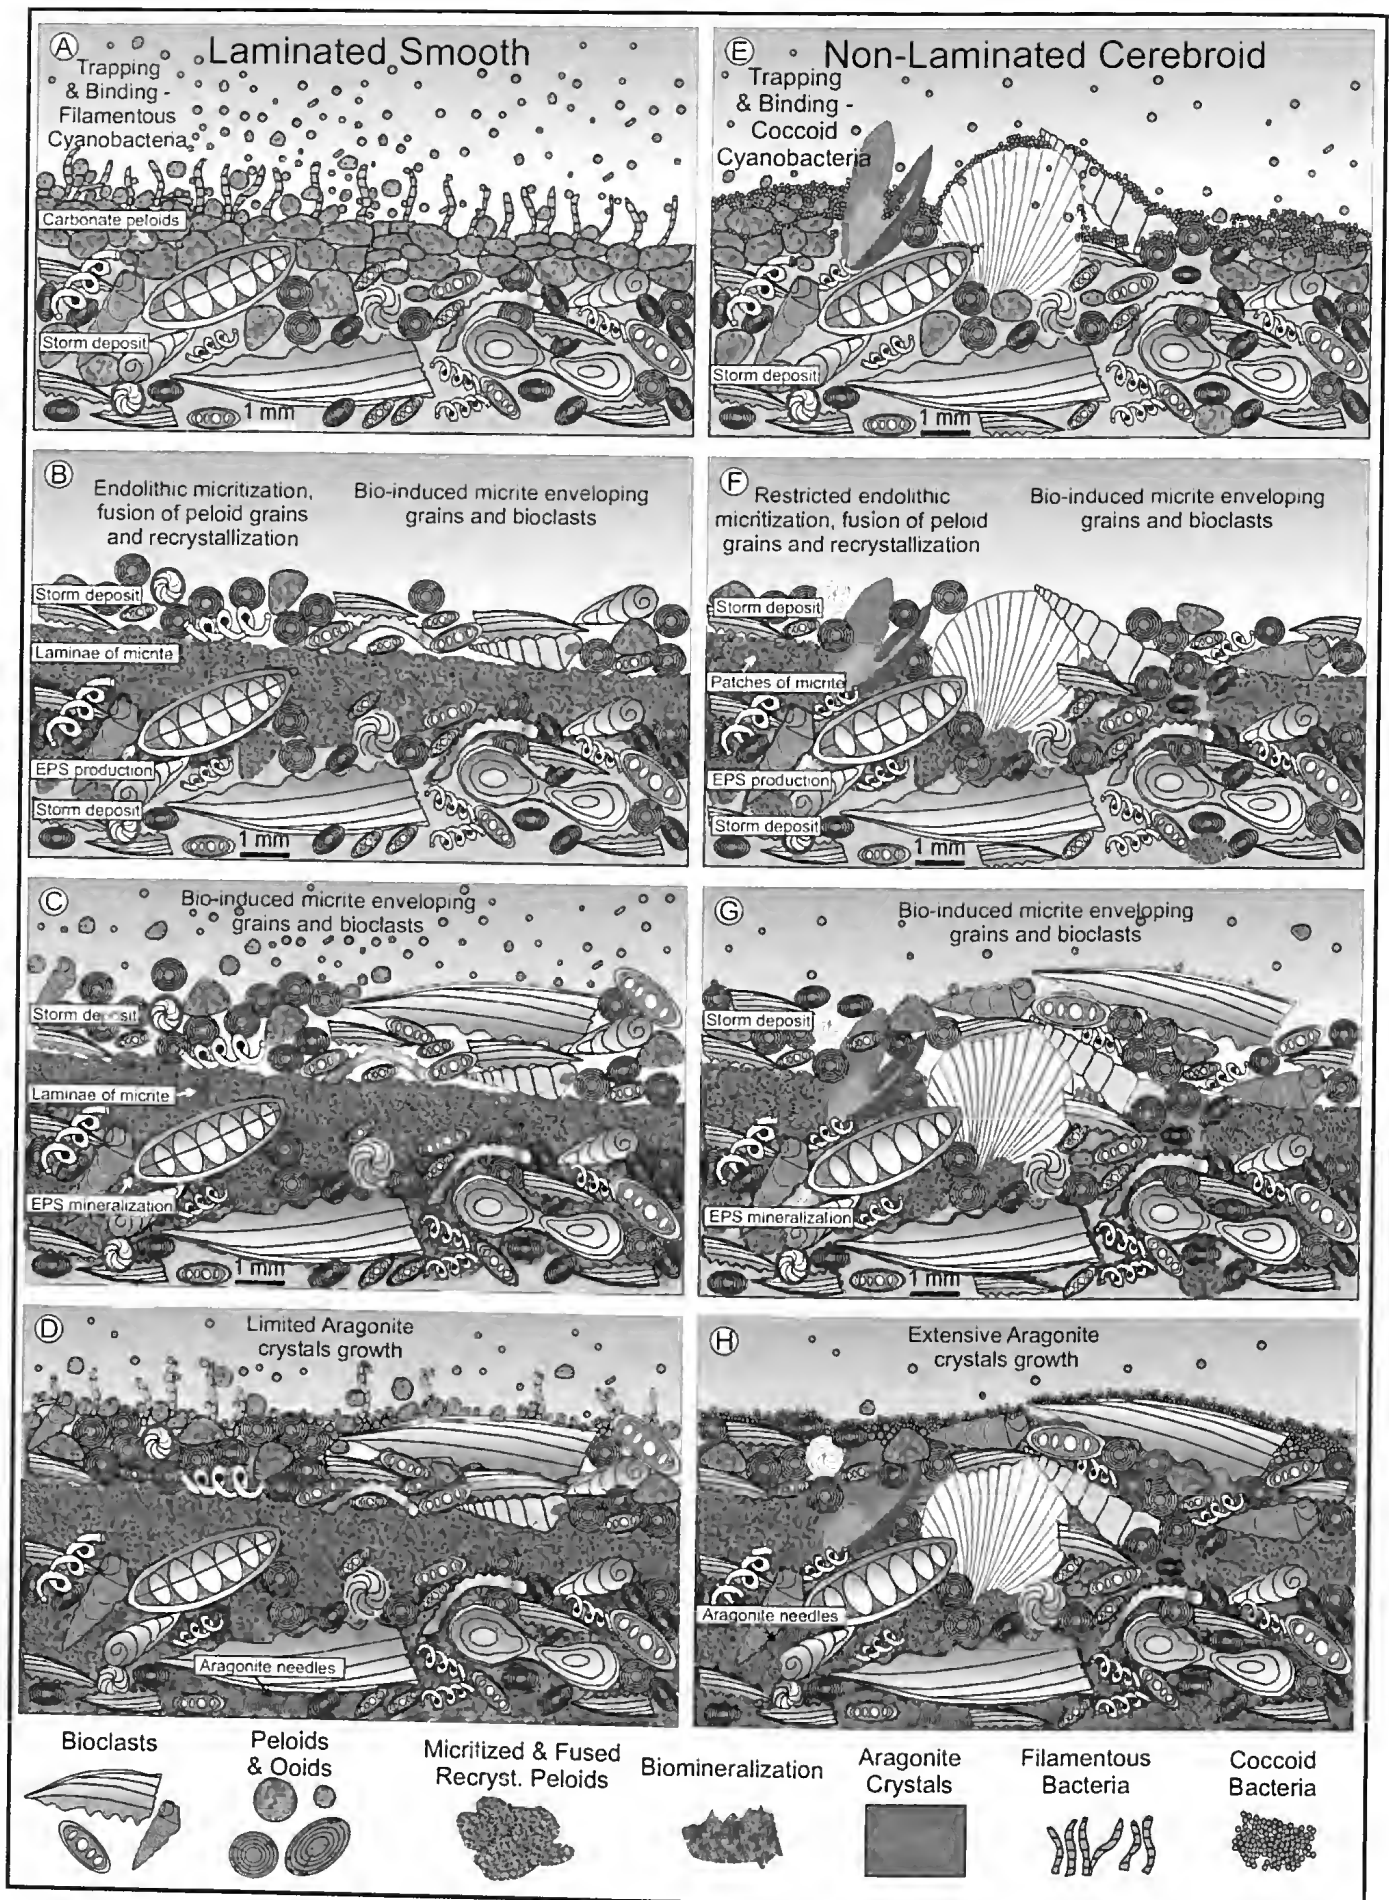 A
Laminated Smooth
Trapping
& Binding -
Filamentous
Cyanobacteria
Carbonate peloids
Storm deposit
1 mm
E
Non-Laminated Cerebroid
Trapping
& Binding -
Coccoid
Cyanobacteria
Storm deposit
1 mm
B
Endolithic micritization,
fusion of peloid grains
and recrystallization
Bio-induced micrite enveloping
grains and bioclasts
Storm deposit
Laminae of micrite
EPS production
Storm deposit
1 mm
F
Restricted endolithic
micritization, fusion of peloid
grains and recrystallization
Bio-induced micrite enveloping
grains and bioclasts
Storm deposit
Patches of micrite
EPS production
Storm deposit
1 mm
C
Bio-induced micrite enveloping
grains and bioclasts
Storm deposit
Laminae of micrite
EPS mineralization
1 mm
G
Bio-induced micrite enveloping
grains and bioclasts
Storm deposit
EPS mineralization
1 mm
D
Limited Aragonite
crystals growth
Aragonite needles
H
Extensive Aragonite
crystals growth
Aragonite needles
Bioclasts
Peloids
& Ooids
Micritized & Fused
Recryst. Peloids
Biomineralization
Aragonite
Crystals
Filamentous
Bacteria
Coccoid
Bacteria